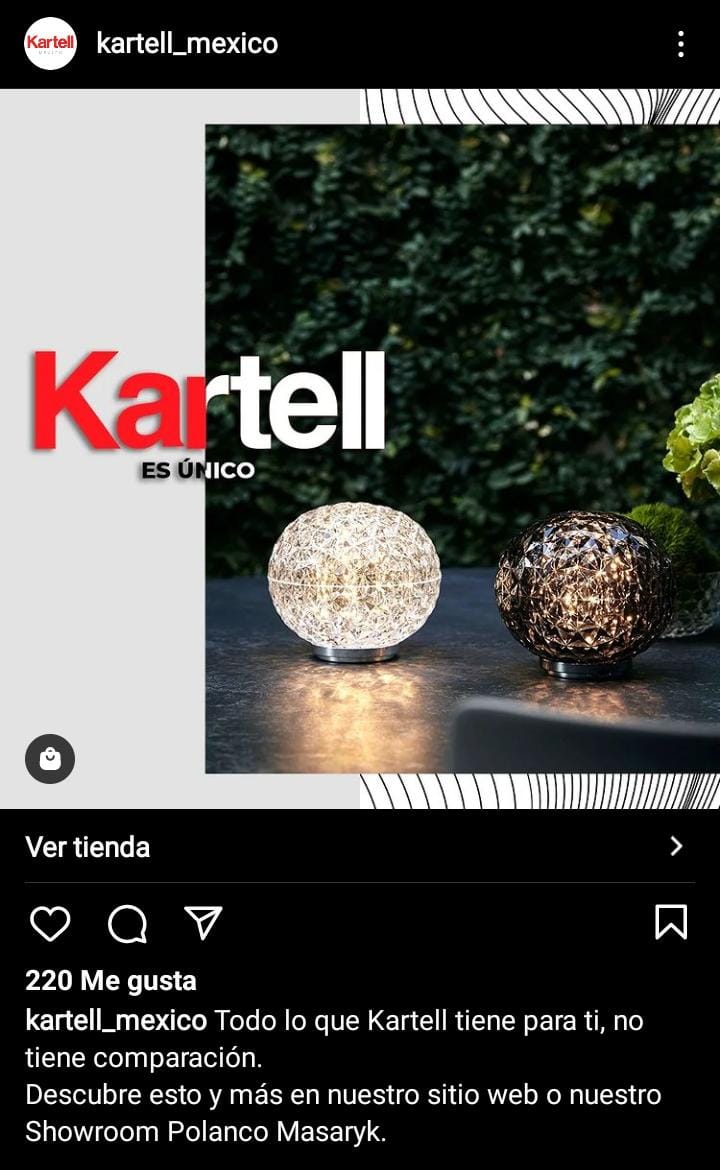 Kartell
kartell_mexico
Kartell
ES ÚNICO
Ver tienda
220 Me gusta
kartell_mexico Todo lo que Kartell tiene para ti, no
tiene comparación.
Descubre esto y más en nuestro sitio web o nuestro
Showroom Polanco Masaryk.